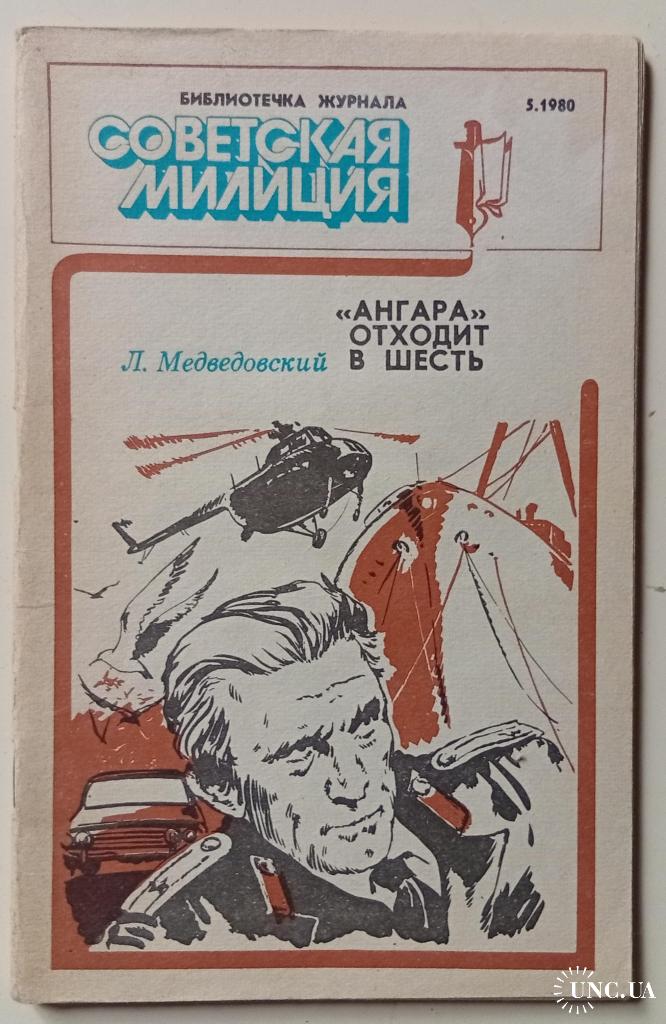 БИБЛИОТЕЧКА ЖУРНАЛА
5.1980
СОВЕТСКАЯ
МИЛИЦИЯ
«АНГАРА»
ОТХОДИТ
В ШЕСТЬ
Л. Медведовский
UNC.UA